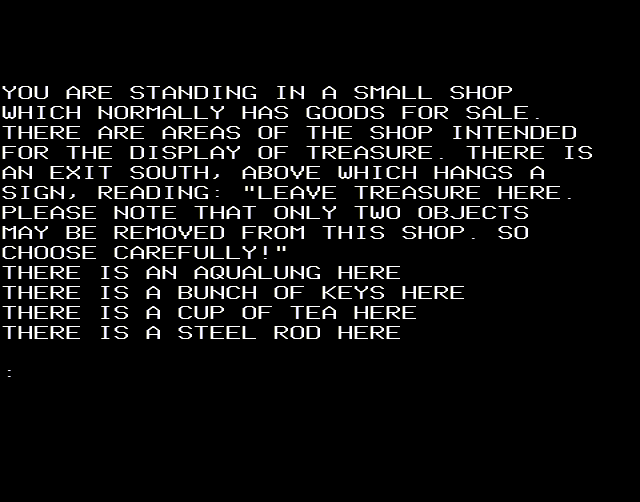 YOU ARE STANDING IN A SMALL SHOP
WHICH NORMALLY HAS GOODS FOR SALE.
THERE ARE AREAS OF THE SHOP INTENDED
FOR THE DISPLAY OF TREASURE. THERE IS
AN EXIT SOUTH, ABOVE WHICH HANGS A
SIGN, READING: "LEAVE TREASURE HERE.
PLEASE NOTE THAT ONLY TWO OBJECTS
MAY BE REMOVED FROM THIS SHOP. SO
CHOOSE CAREFULLY!"
THERE IS AN AQUALUNG HERE
THERE IS A BUNCH OF KEYS HERE
THERE IS A CUP OF TEA HERE
THERE IS A STEEL ROD HERE
: